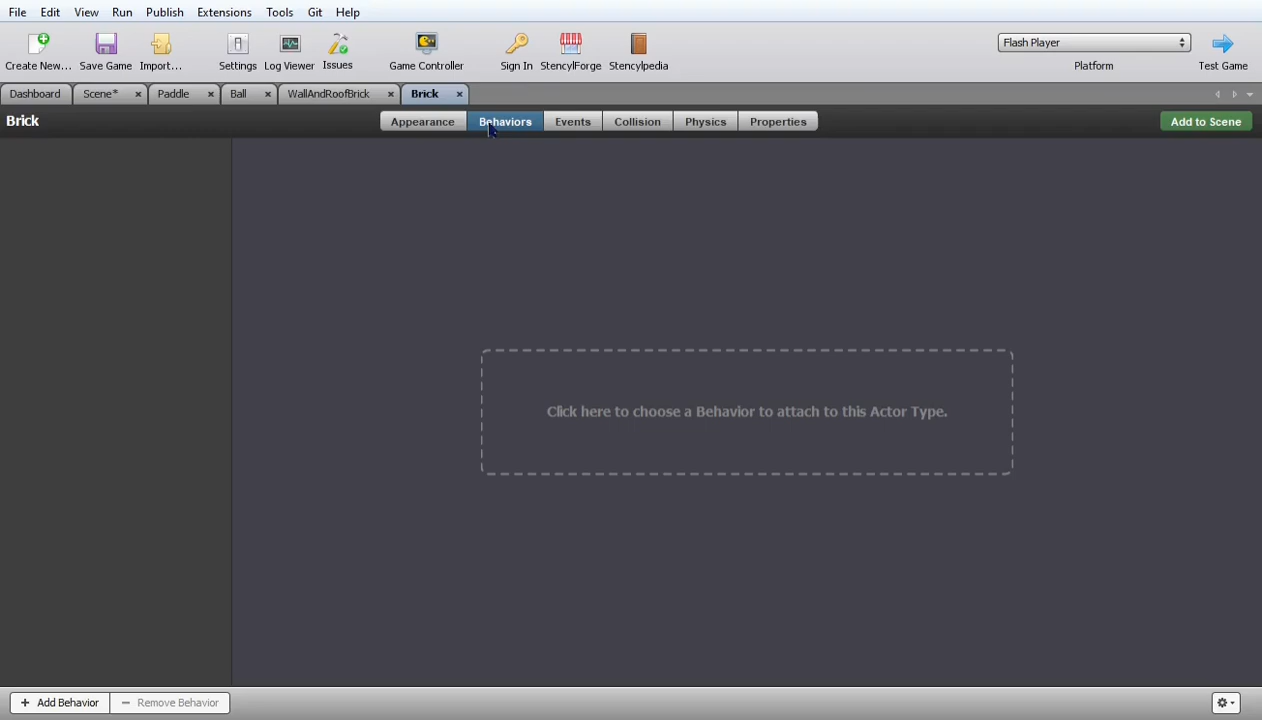 File Edit View Run Publish Extensions Tools Git Help
Create New... Save Game Import... Settings Log Viewer Issues Game Controller Sign In StencylForge Stencylpedia Flash Player Platform Test Game
Dashboard Scene* Paddle Ball WallAndRoofBrick Brick
Brick Appearance Behaviors Events Collision Physics Properties Add to Scene
Click here to choose a Behavior to attach to this Actor Type.
+ Add Behavior − Remove Behavior